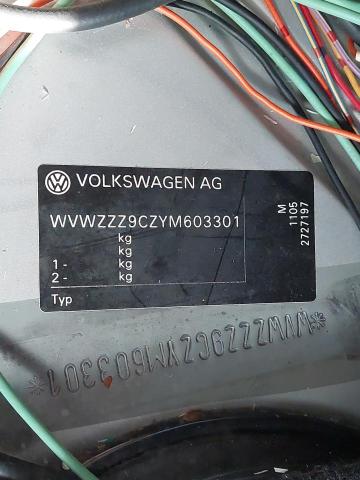 VOLKSWAGEN AG
WVWZZZ9CZYM603301
kg
kg
1 - kg
2 - kg
Typ
M
1105
2727197
*WVWZZZ9CZYM603301*